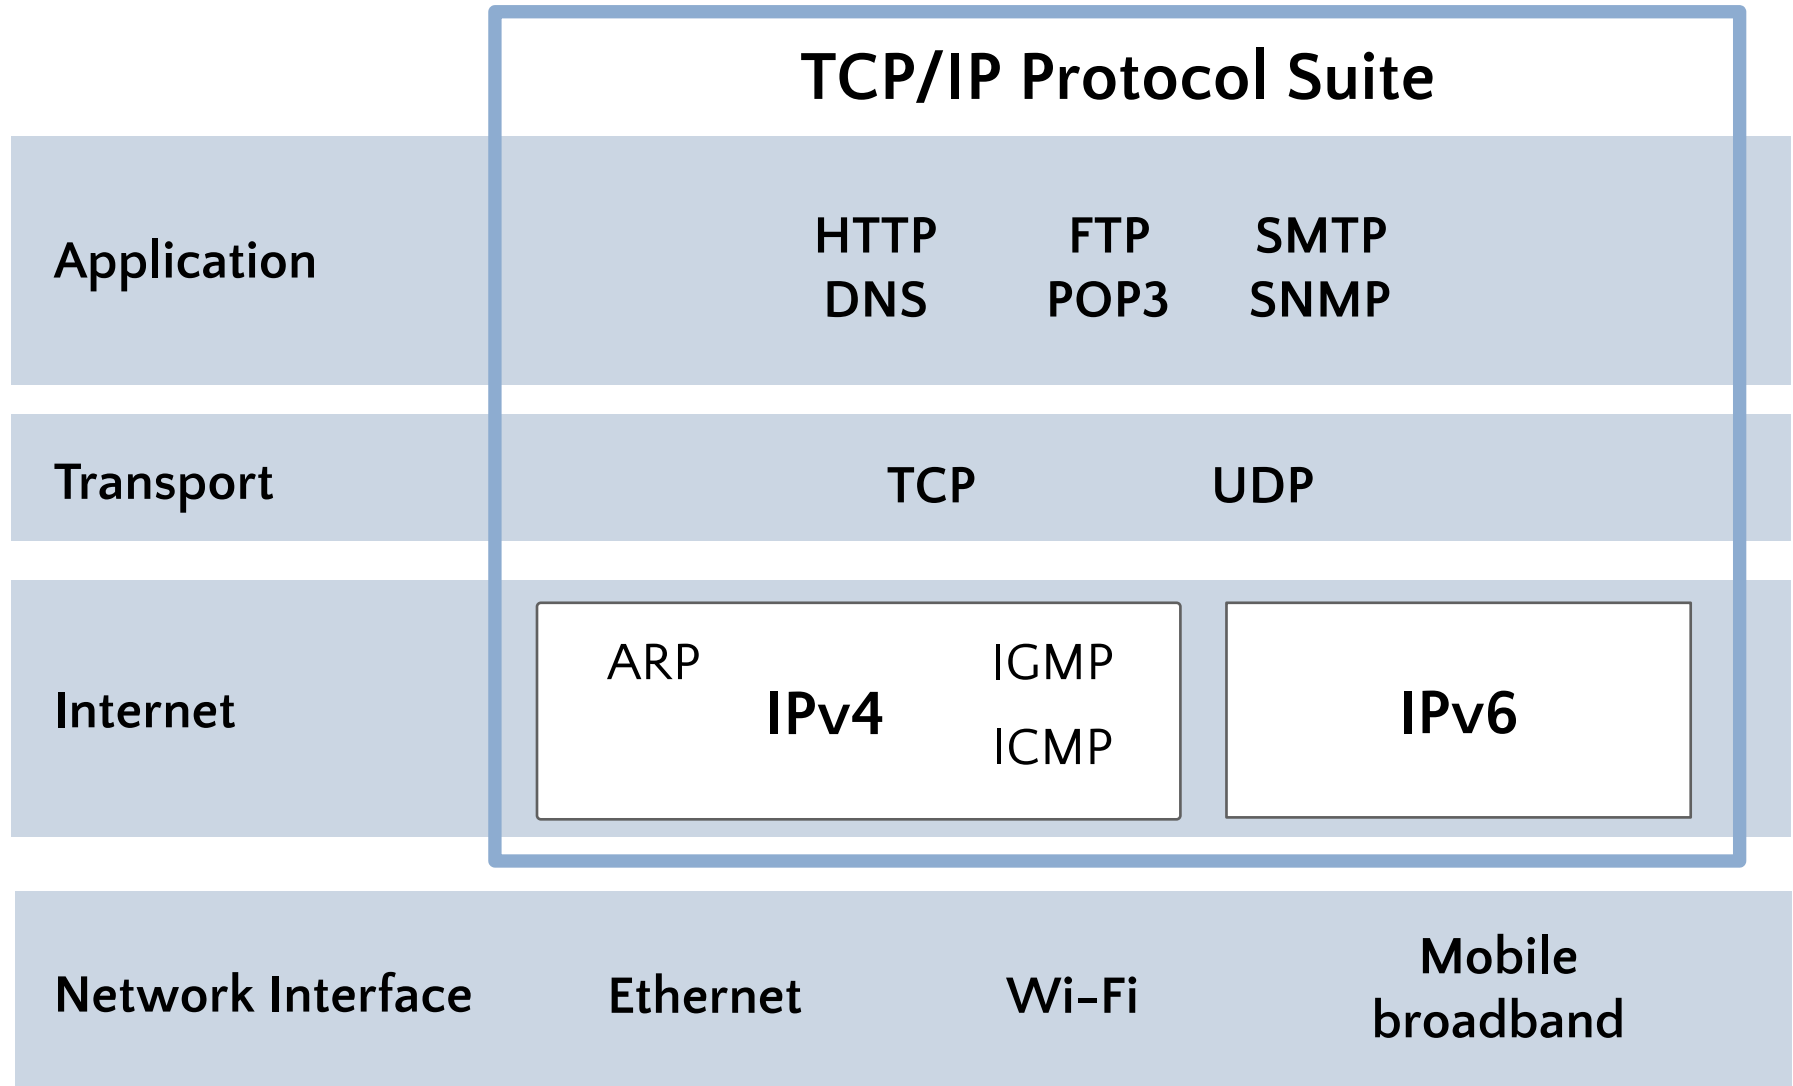 TCP/IP Protocol Suite
Application
HTTP FTP SMTP
DNS POP3 SNMP
Transport
TCP UDP
Internet
ARP IGMP
IPv4
ICMP
IPv6
Network Interface
Ethernet
Wi-Fi
Mobile
broadband